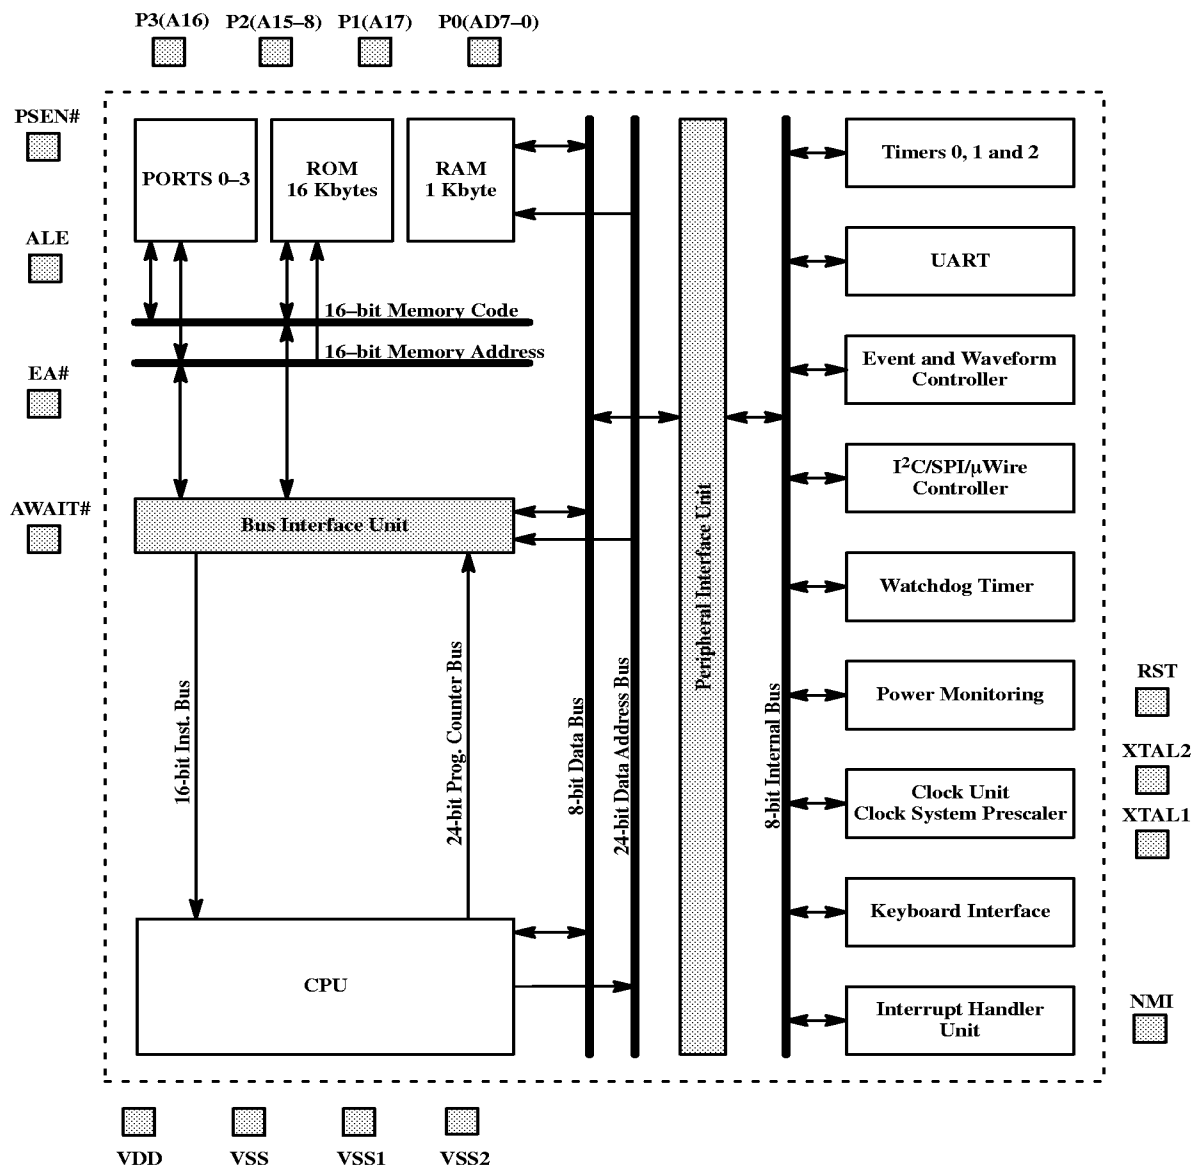 P3(A16) P2(A15–8) P1(A17) P0(AD7–0)
PSEN#
ALE
EA#
AWAIT#
PORTS 0–3
ROM
16 Kbytes
RAM
1 Kbyte
16–bit Memory Code
16–bit Memory Address
Bus Interface Unit
16-bit Inst. Bus
24-bit Prog. Counter Bus
8-bit Data Bus
24-bit Data Address Bus
Peripheral Interface Unit
8-bit Internal Bus
CPU
Timers 0, 1 and 2
UART
Event and Waveform
Controller
I²C/SPI/µWire
Controller
Watchdog Timer
Power Monitoring
Clock Unit
Clock System Prescaler
Keyboard Interface
Interrupt Handler
Unit
RST
XTAL2
XTAL1
NMI
VDD VSS VSS1 VSS2